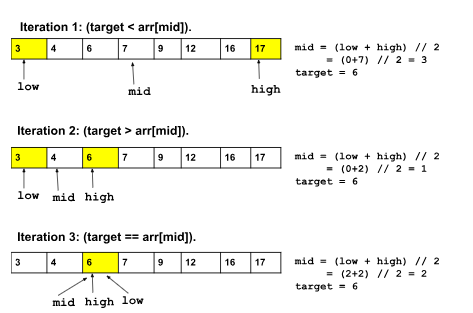 Iteration 1: (target < arr[mid]).
3 4 6 7 9 12 16 17
low mid high
mid = (low + high) // 2
= (0+7) // 2 = 3
target = 6
Iteration 2: (target > arr[mid]).
3 4 6 7 9 12 16 17
low mid high
mid = (low + high) // 2
= (0+2) // 2 = 1
target = 6
Iteration 3: (target == arr[mid]).
3 4 6 7 9 12 16 17
mid high low
mid = (low + high) // 2
= (2+2) // 2 = 2
target = 6